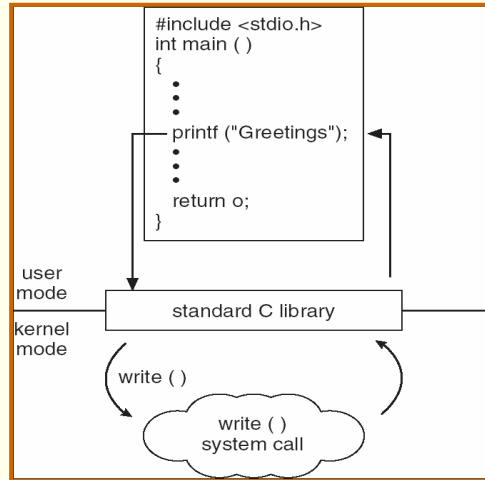 #include <stdio.h>
int main ( )
{
•
•
•
printf ("Greetings");
•
•
•
return o;
}
user
mode
standard C library
kernel
mode
write ( )
write ( )
system call